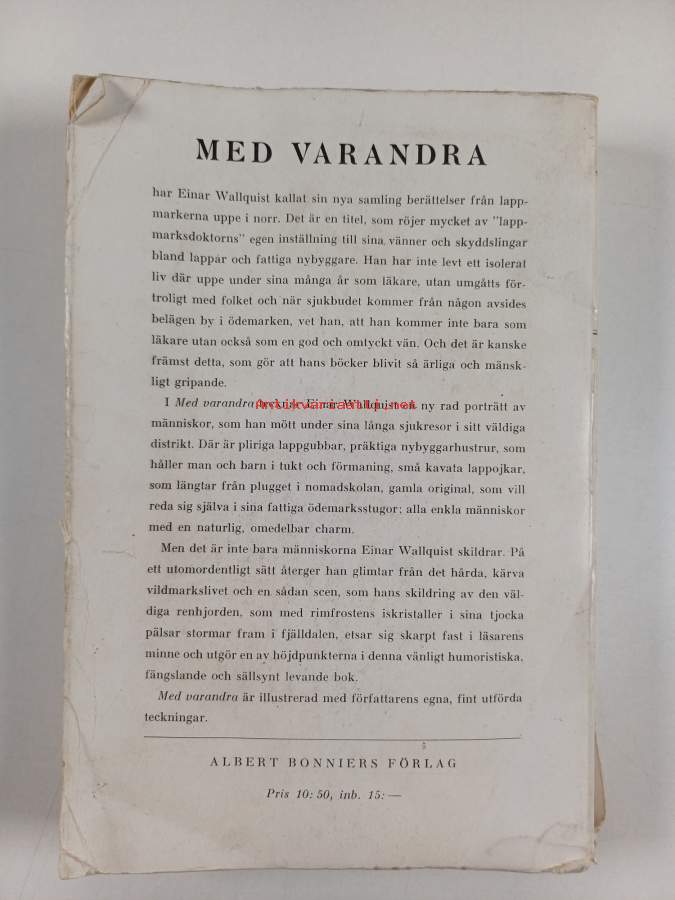 MED VARANDRA
har Einar Wallquist kallat sin nya samling berättelser från lapp-
markerna uppe i norr. Det är en titel, som röjer mycket av "lapp-
marksdoktorns" egen inställning till sina vänner och skyddslingar
bland lappar och fattiga nybyggare. Han har inte levt ett isolerat
liv där uppe under sina många år som läkare, utan umgåtts för-
troligt med folket och när sjukbudet kommer från någon avsides
belägen by i ödemarken, vet han, att han kommer inte bara som
läkare utan också som en god och omtyckt vän. Och det är kanske
främst detta, som gör att hans böcker blivit så ärliga och mänsk-
ligt gripande.
I Med varandra Einar Wallquist en ny rad porträtt av
människor, som han mött under sina långa sjukresor i sitt väldiga
distrikt. Där är pliriga lappgubbar, präktiga nybyggarhustrur, som
håller man och barn i tukt och förmaning, små kavata lappojkar,
som längtar från plugget i nomadskolan, gamla original, som vill
reda sig själva i sina fattiga ödemarksstugor; alla enkla människor
med en naturlig, omedelbar charm.
Men det är inte bara människorna Einar Wallquist skildrar. På
ett utomordentligt sätt återger han glimtar från det hårda, kärva
vildmarkslivet och en sådan scen, som hans skildring av den väl-
diga renhjorden, som med rimfrostens iskristaller i sina tjocka
pälsar stormar fram i fjälldalen, etsar sig skarpt fast i läsarens
minne och utgör en av höjdpunkterna i denna vänligt humoristiska,
fängslande och sällsynt levande bok.
Med varandra är illustrerad med författarens egna, fint utförda
teckningar.
ALBERT BONNIERS FÖRLAG
Pris 10:50, inb. 15:—